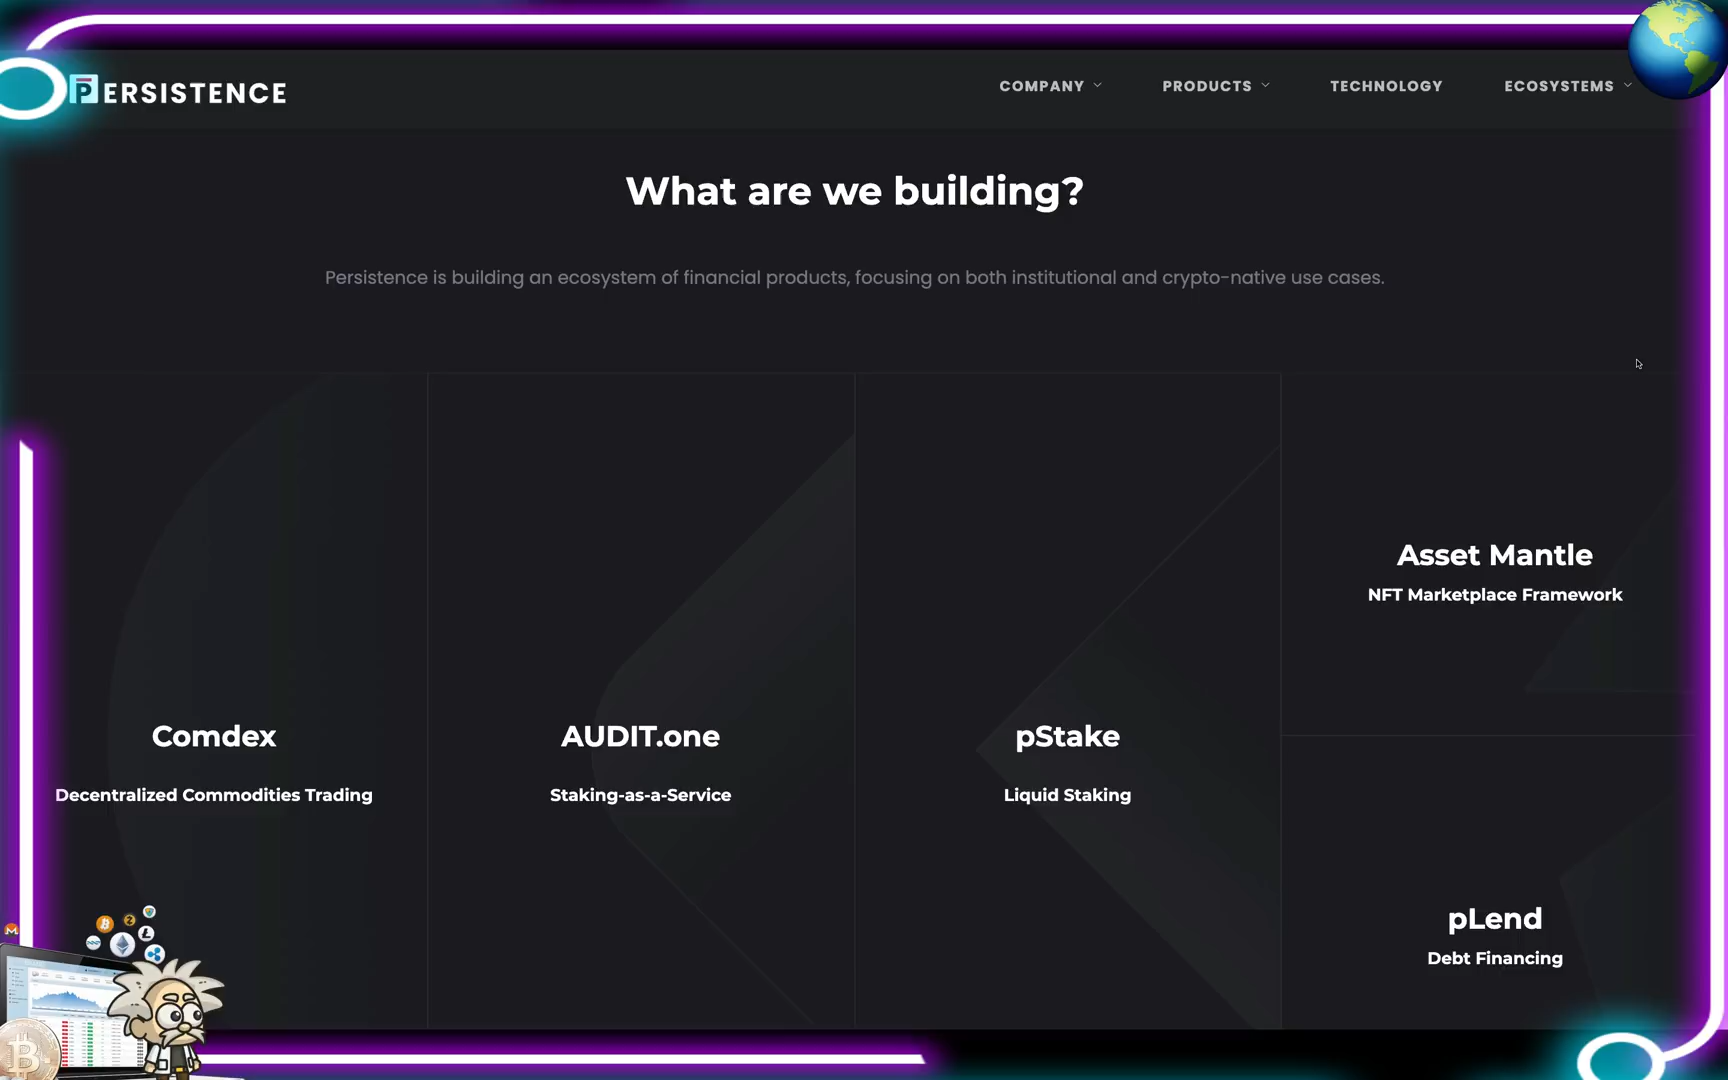 PERSISTENCE
COMPANY
PRODUCTS
TECHNOLOGY
ECOSYSTEMS
What are we building?
Persistence is building an ecosystem of financial products, focusing on both institutional and crypto-native use cases.
Comdex
Decentralized Commodities Trading
AUDIT.one
Staking-as-a-Service
pStake
Liquid Staking
Asset Mantle
NFT Marketplace Framework
pLend
Debt Financing